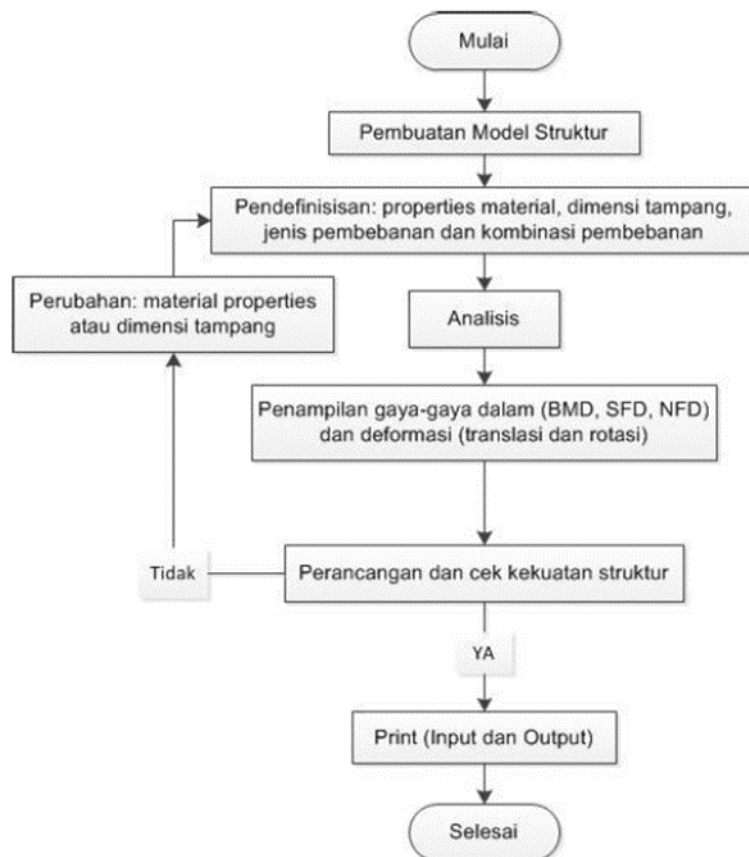 Mulai
Pembuatan Model Struktur
Pendefinisisan: properties material, dimensi tampang,
jenis pembebanan dan kombinasi pembebanan
Perubahan: material properties
atau dimensi tampang
Analisis
Penampilan gaya-gaya dalam (BMD, SFD, NFD)
dan deformasi (translasi dan rotasi)
Tidak
Perancangan dan cek kekuatan struktur
YA
Print (Input dan Output)
Selesai